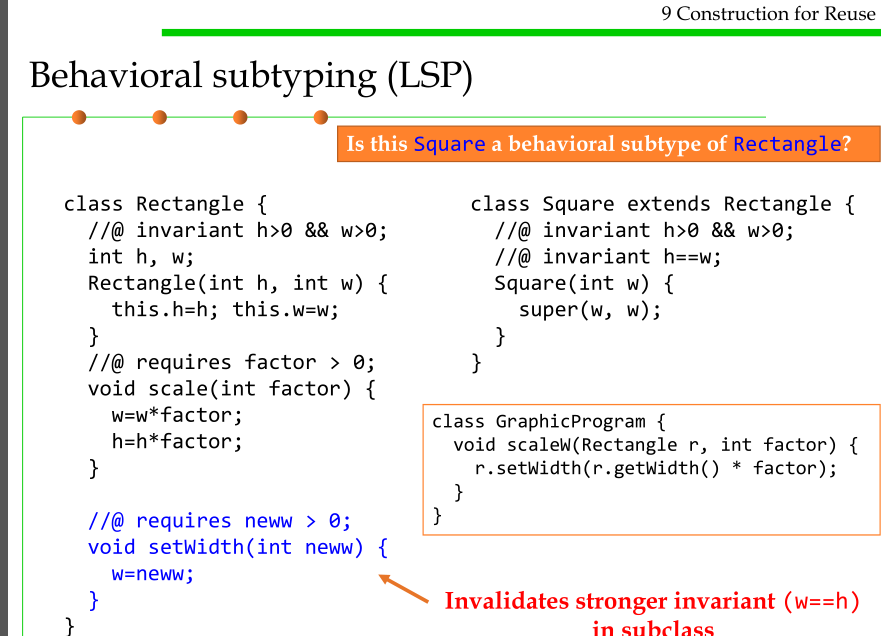 9 Construction for Reuse
Behavioral subtyping (LSP)
Is this Square a behavioral subtype of Rectangle?
class Rectangle {
//@ invariant h>0 && w>0;
int h, w;
Rectangle(int h, int w) {
this.h=h; this.w=w;
}
//@ requires factor > 0;
void scale(int factor) {
w=w*factor;
h=h*factor;
}
//@ requires neww > 0;
void setWidth(int neww) {
w=neww;
}
}
class Square extends Rectangle {
//@ invariant h>0 && w>0;
//@ invariant h==w;
Square(int w) {
super(w, w);
}
}
class GraphicProgram {
void scaleW(Rectangle r, int factor) {
r.setWidth(r.getWidth() * factor);
}
}
Invalidates stronger invariant (w==h)
in subclass